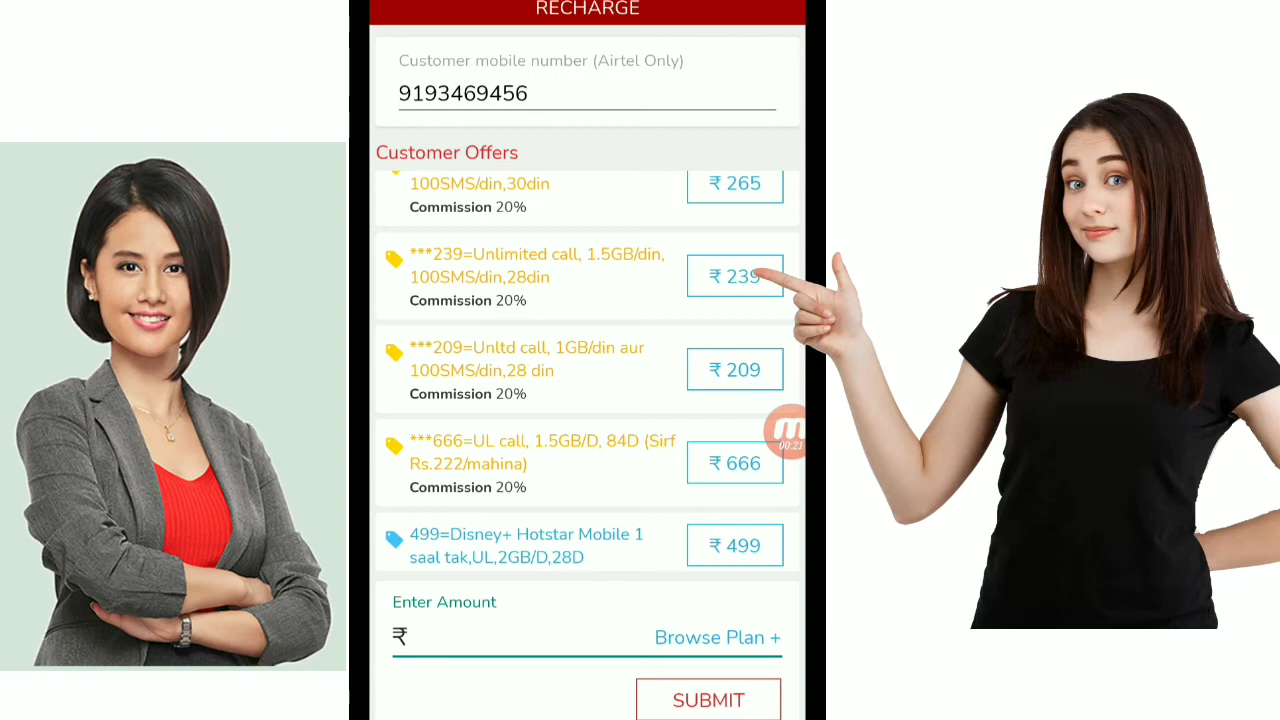 RECHARGE
Customer mobile number (Airtel Only)
9193469456
Customer Offers
100SMS/din,30din
₹ 265
Commission 20%
***239=Unlimited call, 1.5GB/din,
100SMS/din,28din
₹ 239
Commission 20%
***209=Unltd call, 1GB/din aur
100SMS/din,28 din
₹ 209
Commission 20%
***666=UL call, 1.5GB/D, 84D (Sirf
Rs.222/mahina)
₹ 666
Commission 20%
00:21
499=Disney+ Hotstar Mobile 1
saal tak,UL,2GB/D,28D
₹ 499
Enter Amount
₹
Browse Plan +
SUBMIT